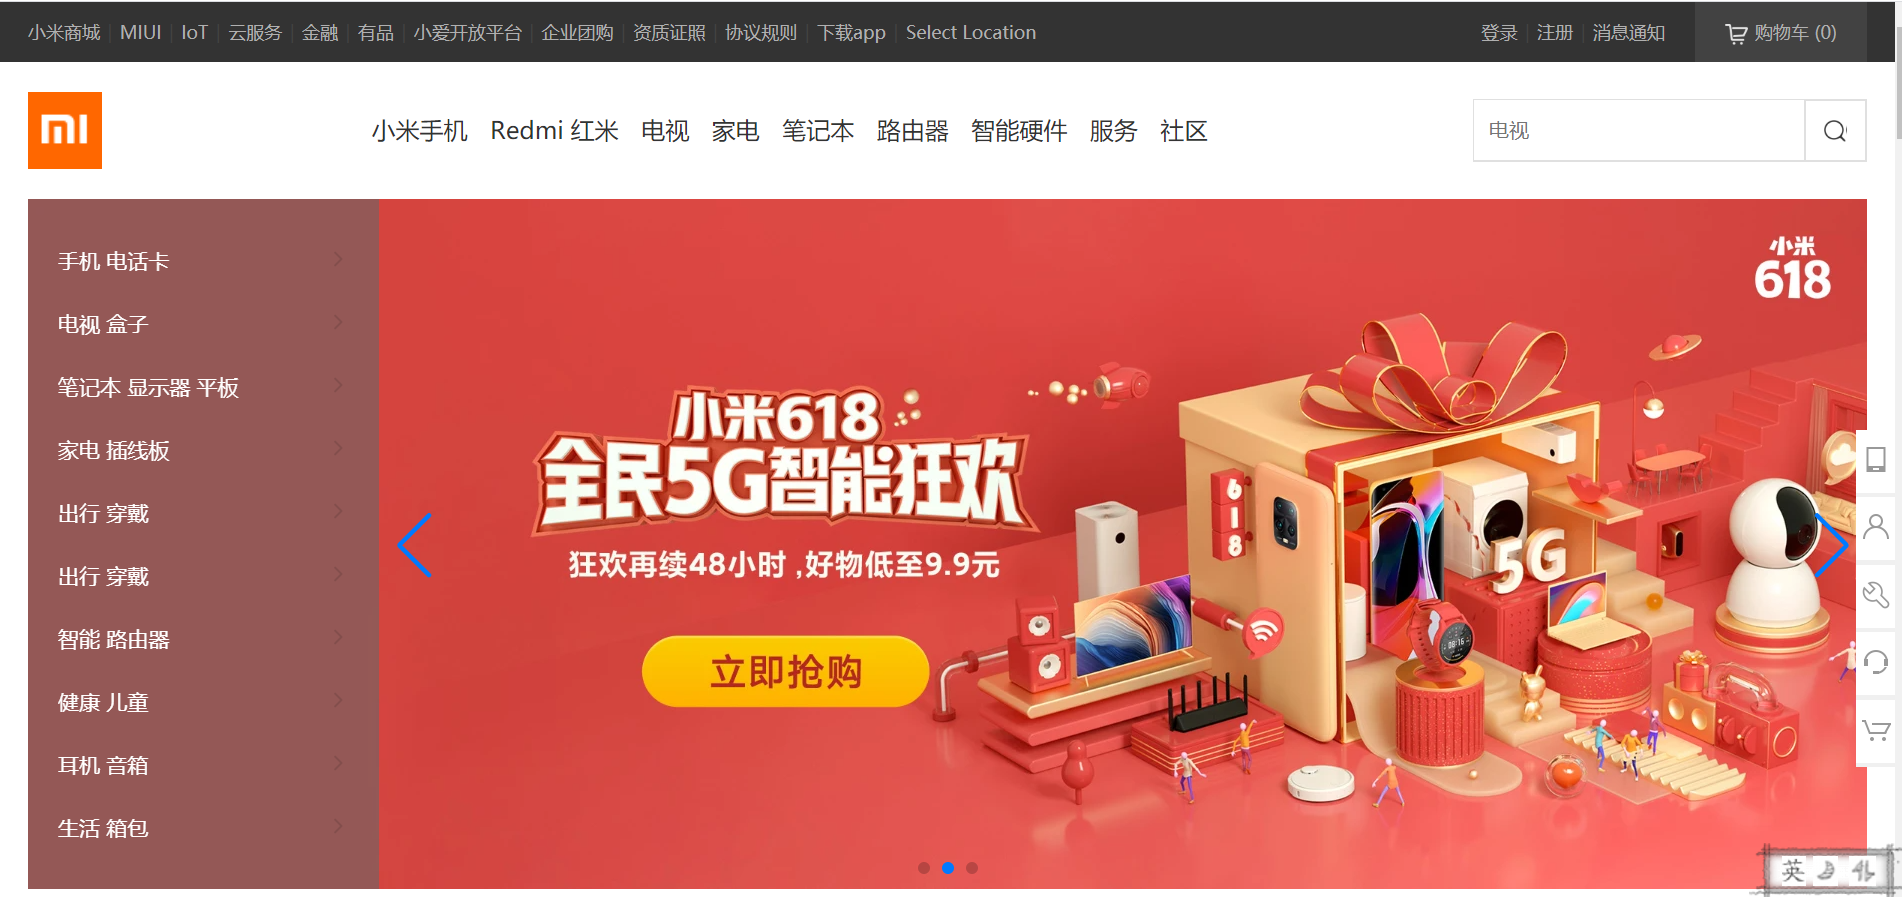 小米商城 MIUI IoT 云服务 金融 有品 小爱开放平台 企业团购 资质证照 协议规则 下载app Select Location 登录 注册 消息通知 购物车 (0)
小米手机 Redmi 红米 电视 家电 笔记本 路由器 智能硬件 服务 社区 电视
手机 电话卡
电视 盒子
笔记本 显示器 平板
家电 插线板
出行 穿戴
出行 穿戴
智能 路由器
健康 儿童
耳机 音箱
生活 箱包
小米
618
小米618
全民5G智能狂欢
狂欢再续48小时 ,好物低至9.9元
立即抢购
618
5G
08:16
英